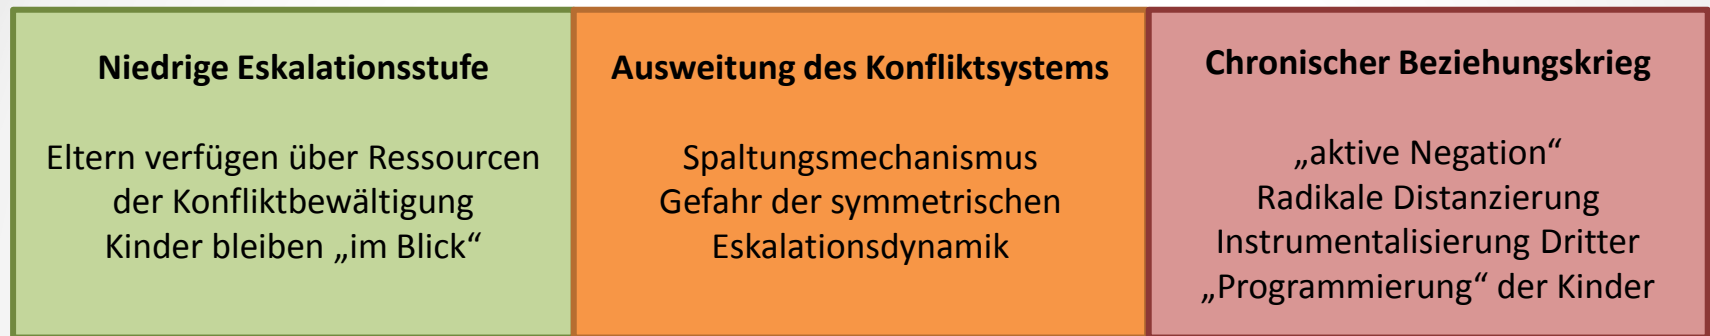 Niedrige Eskalationsstufe
Eltern verfügen über Ressourcen
der Konfliktbewältigung
Kinder bleiben „im Blick“
Ausweitung des Konfliktsystems
Spaltungsmechanismus
Gefahr der symmetrischen
Eskalationsdynamik
Chronischer Beziehungskrieg
„aktive Negation“
Radikale Distanzierung
Instrumentalisierung Dritter
„Programmierung“ der Kinder